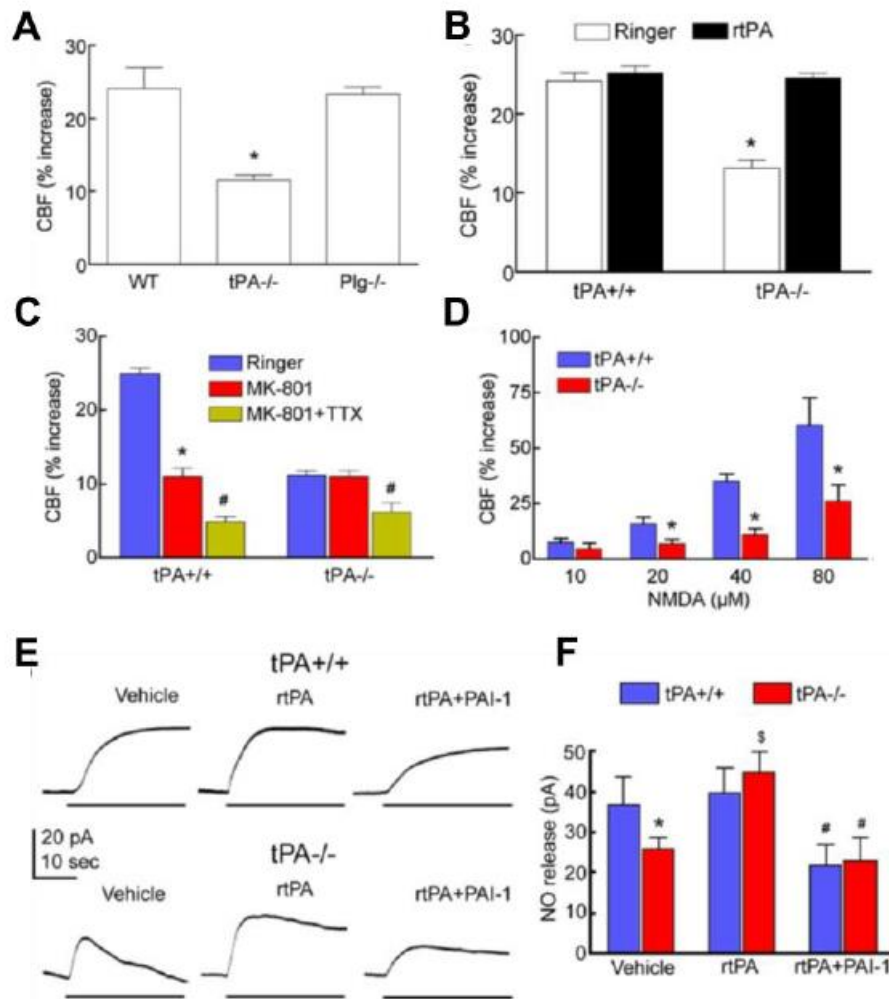 A
CBF (% increase)
30
20
10
0
*
WT tPA-/- Plg-/-
B
Ringer rtPA
CBF (% increase)
30
20
10
0
*
tPA+/+ tPA-/-
C
CBF (% increase)
30
20
10
0
Ringer
MK-801
MK-801+TTX
* # #
tPA+/+ tPA-/-
D
CBF (% increase)
100
75
50
25
0
tPA+/+
tPA-/-
* * *
10 20 40 80
NMDA (µM)
E
tPA+/+
Vehicle rtPA rtPA+PAI-1
20 pA
10 sec
tPA-/-
Vehicle rtPA rtPA+PAI-1
F
tPA+/+ tPA-/-
NO release (pA)
50
40
30
20
10
0
* $ # #
Vehicle rtPA rtPA+PAI-1